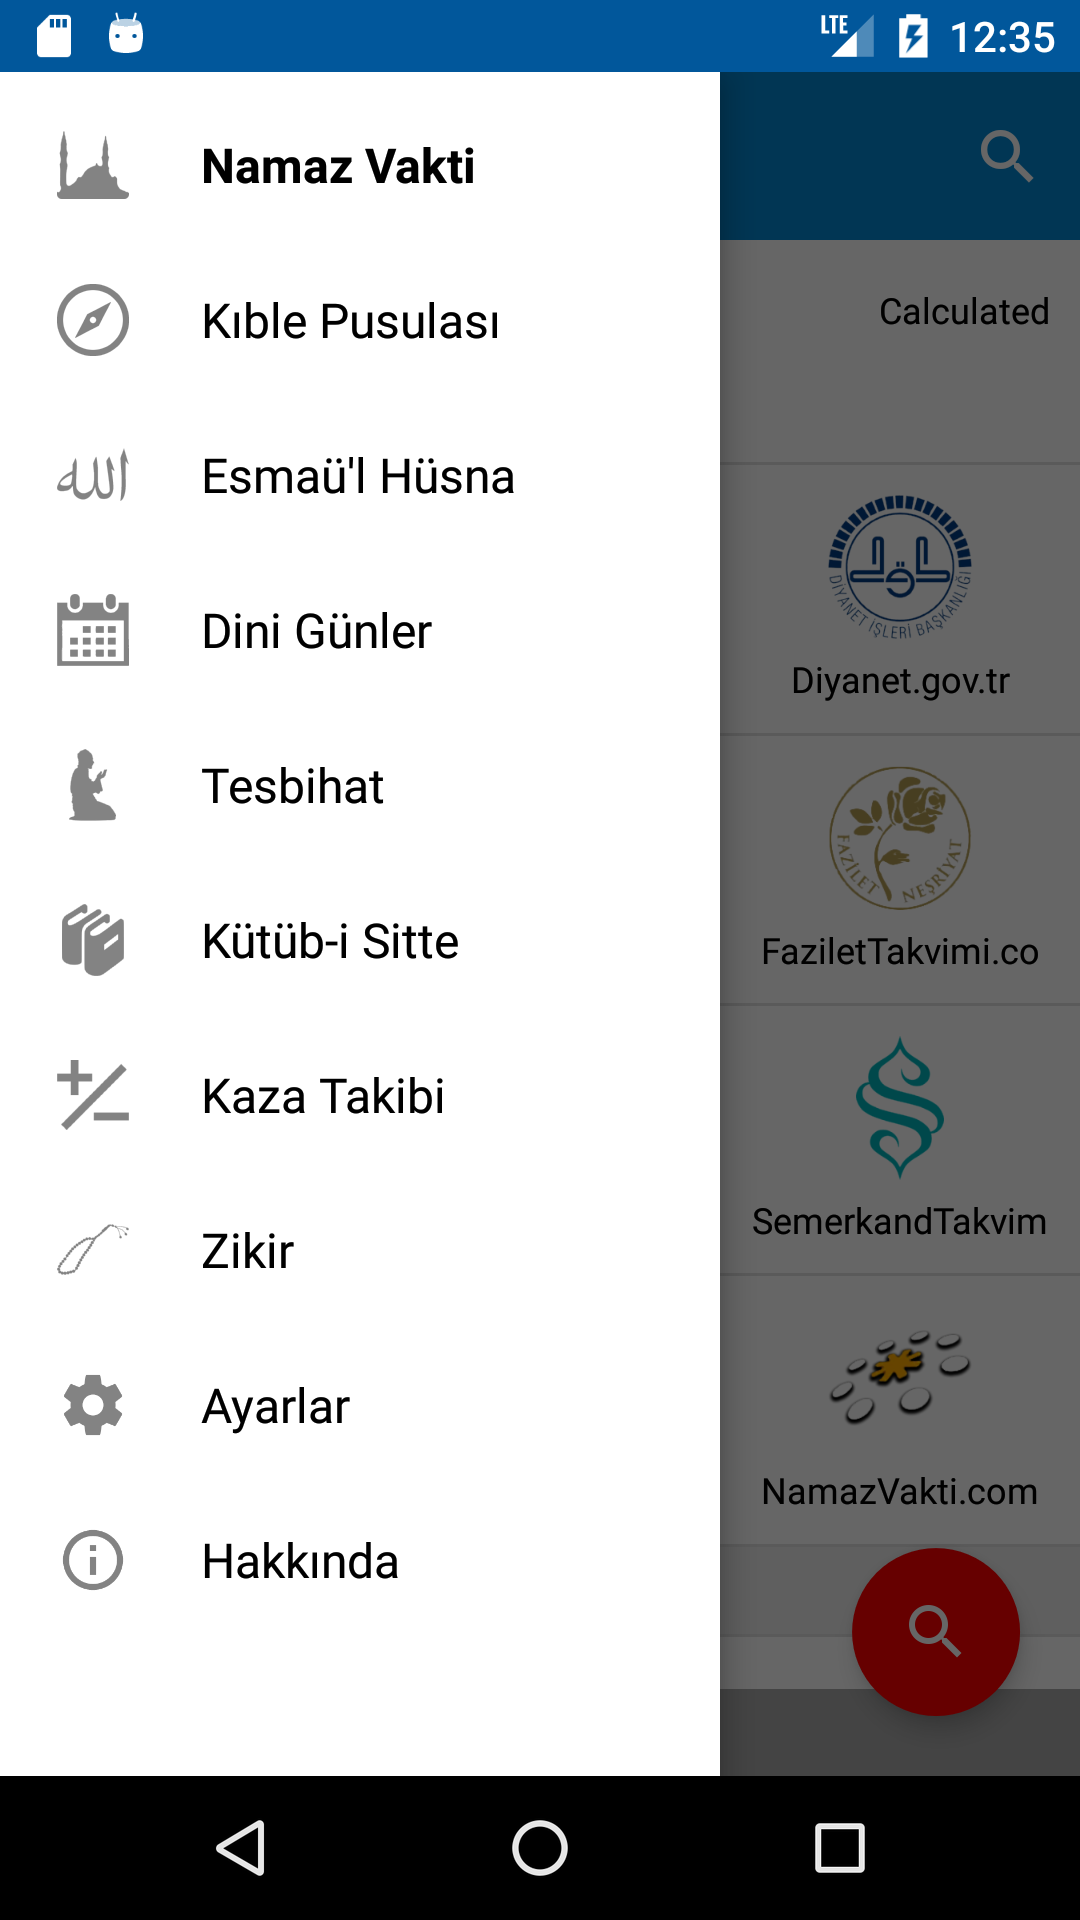 LTE 12:35
Namaz Vakti
Kıble Pusulası
Esmaü'l Hüsna
Dini Günler
Tesbihat
Kütüb-i Sitte
Kaza Takibi
Zikir
Ayarlar
Hakkında
Calculated
DİYANET İŞLERİ BAŞKANLIĞI
Diyanet.gov.tr
FAZİLET NEŞRİYAT
FaziletTakvimi.co
SemerkandTakvim
NamazVakti.com